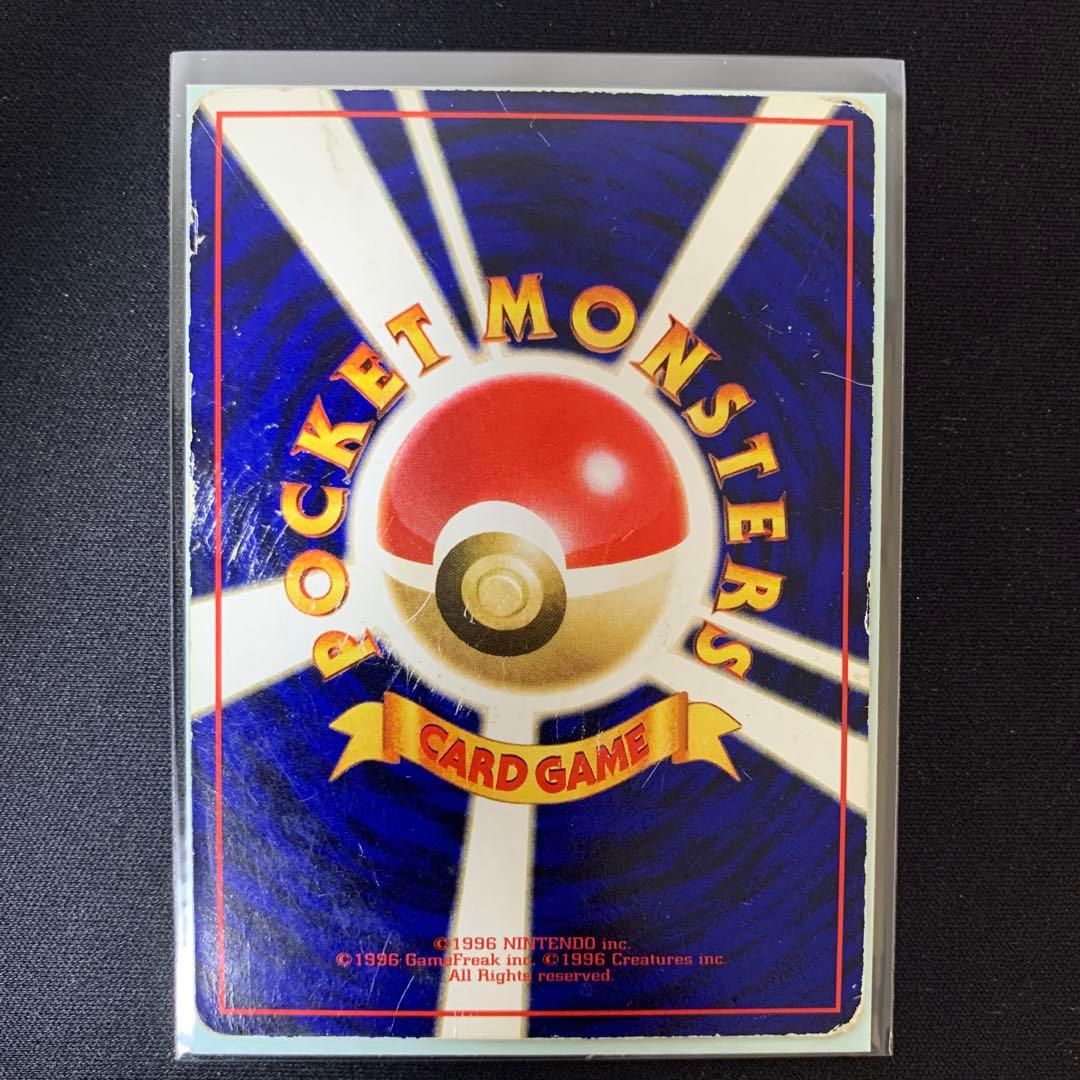 POCKET MONSTERS
CARD GAME
©1996 NINTENDO inc.
©1996 GameFreak inc. ©1996 Creatures inc.
All Rights reserved.